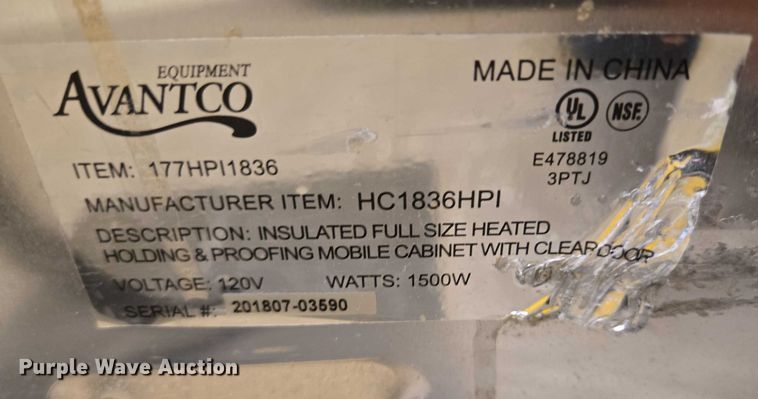 EQUIPMENT
AVANTCO
MADE IN CHINA
UL
LISTED
NSF
E478819
3PTJ
ITEM: 177HPI1836
MANUFACTURER ITEM: HC1836HPI
DESCRIPTION: INSULATED FULL SIZE HEATED
HOLDING & PROOFING MOBILE CABINET WITH CLEAR DOOR
VOLTAGE: 120V WATTS: 1500W
SERIAL #: 201807-03590
Purple Wave Auction